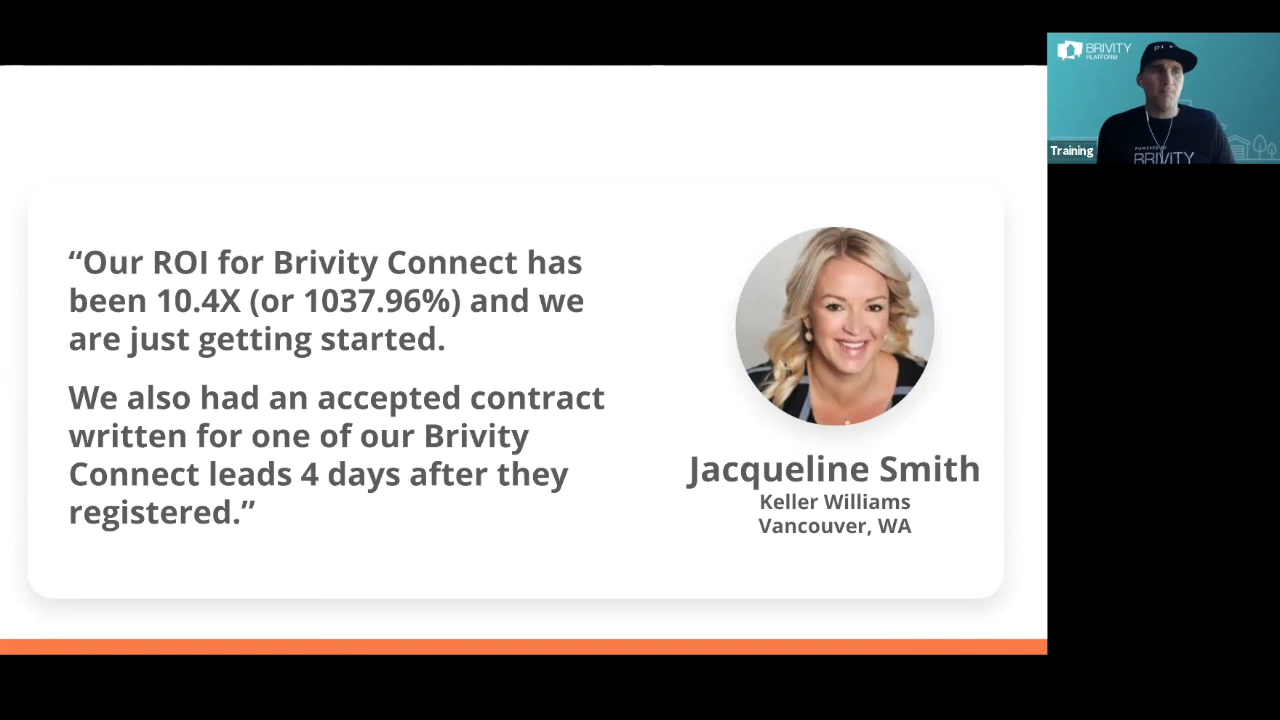 “Our ROI for Brivity Connect has
been 10.4X (or 1037.96%) and we
are just getting started.
We also had an accepted contract
written for one of our Brivity
Connect leads 4 days after they
registered.”
Jacqueline Smith
Keller Williams
Vancouver, WA
BRIVITY
PLATFORM
POWERED BY
BRIVITY
Training